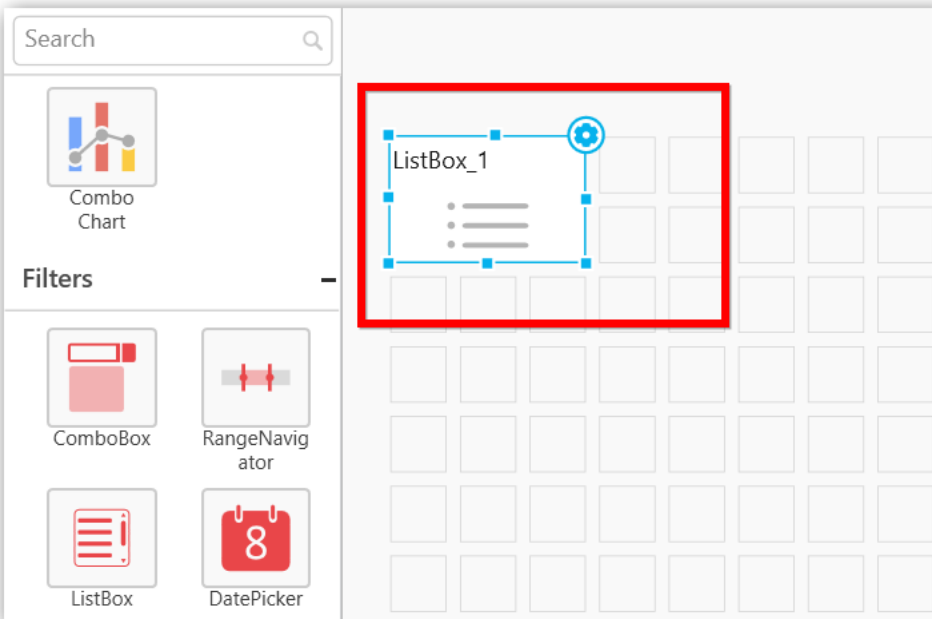 Search
Combo
Chart
Filters
ComboBox
RangeNavig
ator
ListBox
8
DatePicker
ListBox_1